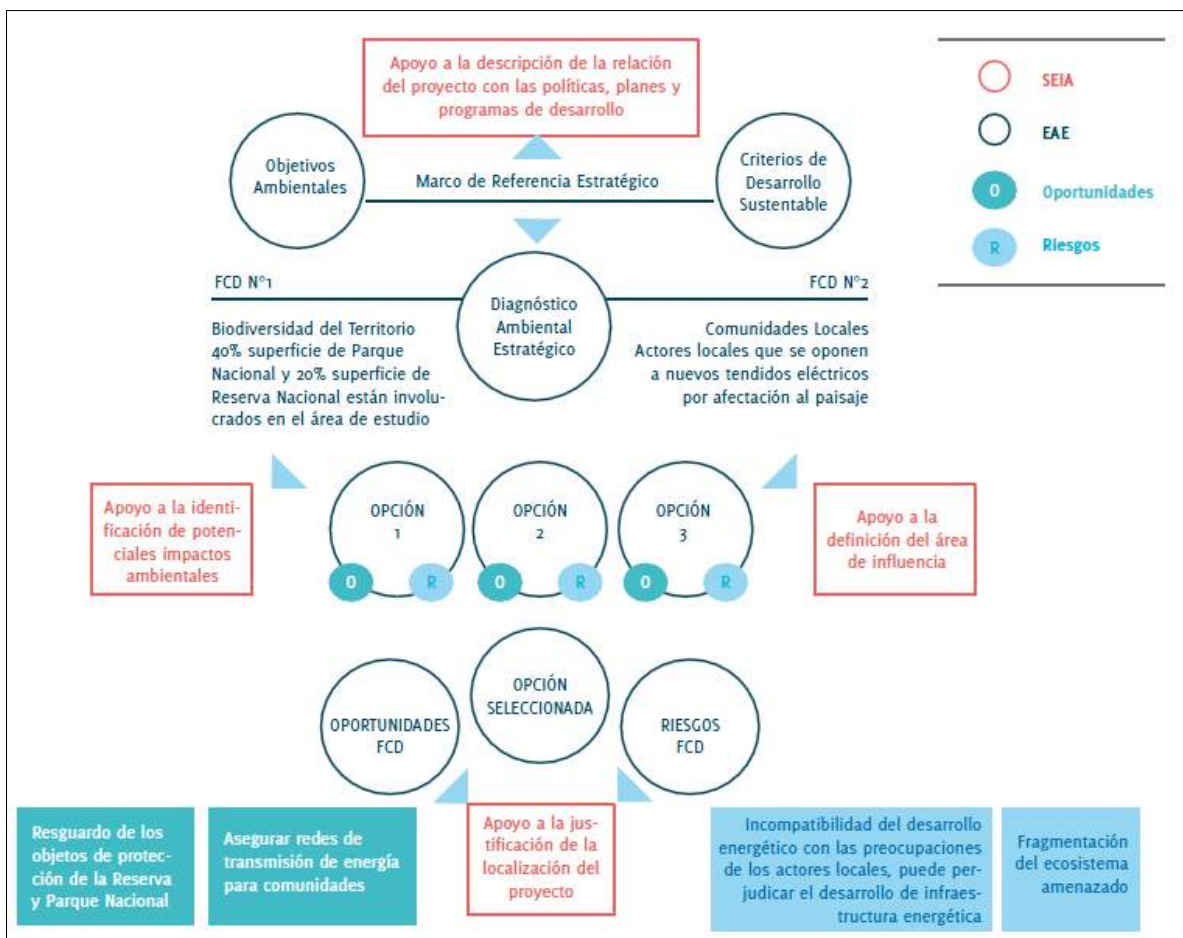 Apoyo a la descripción de la relación
del proyecto con las políticas, planes y
programas de desarrollo
SEIA
EAE
O
Oportunidades
R
Riesgos
Objetivos
Ambientales
Marco de Referencia Estratégico
Criterios de
Desarrollo
Sustentable
FCD N°1
Diagnóstico
Ambiental
Estratégico
FCD N°2
Biodiversidad del Territorio
40% superficie de Parque
Nacional y 20% superficie de
Reserva Nacional están involu-
crados en el área de estudio
Comunidades Locales
Actores locales que se oponen
a nuevos tendidos eléctricos
por afectación al paisaje
Apoyo a la identi-
ficación de poten-
ciales impactos
ambientales
OPCIÓN
1
O
R
OPCIÓN
2
O
R
OPCIÓN
3
O
R
Apoyo a la
definición del área
de influencia
OPORTUNIDADES
FCD
OPCIÓN
SELECCIONADA
RIESGOS
FCD
Resguardo de los
objetos de protec-
ción de la Reserva
y Parque Nacional
Asegurar redes de
transmisión de energía
para comunidades
Apoyo a la jus-
tificación de la
localización del
proyecto
Incompatibilidad del desarrollo
energético con las preocupaciones
de los actores locales, puede per-
judicar el desarrollo de infraes-
tructura energética
Fragmentación
del ecosistema
amenazado